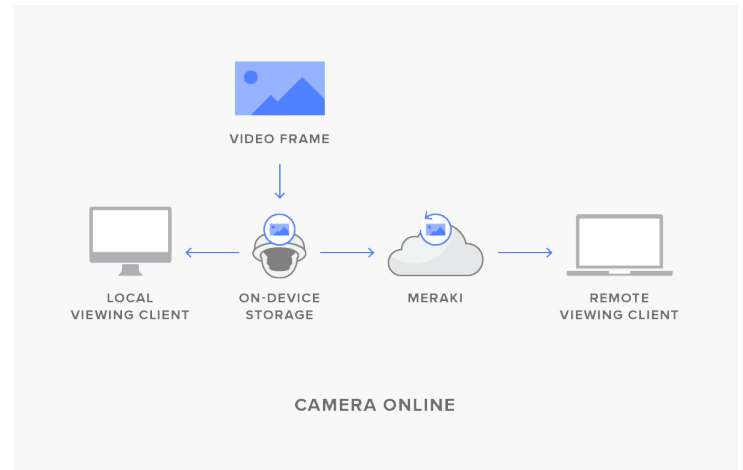 VIDEO FRAME
LOCAL
VIEWING CLIENT
ON-DEVICE
STORAGE
MERAKI
REMOTE
VIEWING CLIENT
CAMERA ONLINE